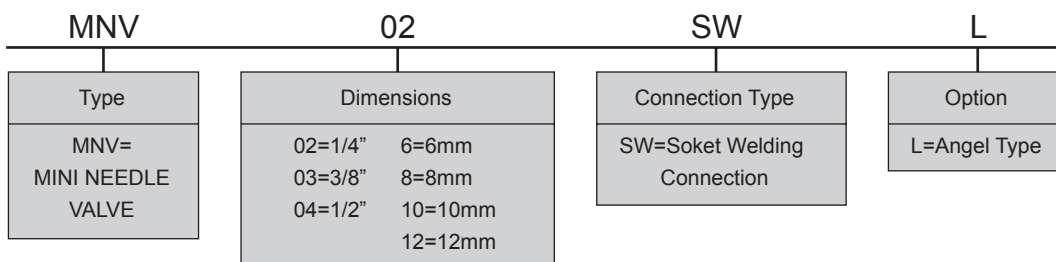 MNV 02 SW L
Type
MNV=
MINI NEEDLE
VALVE
Dimensions
02=1/4” 6=6mm
03=3/8” 8=8mm
04=1/2” 10=10mm
12=12mm
Connection Type
SW=Soket Welding
Connection
Option
L=Angel Type